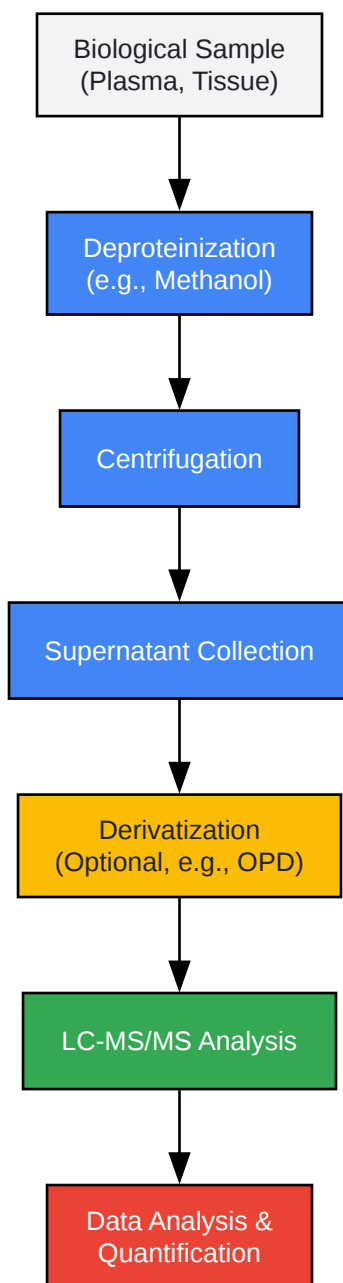 Biological Sample
(Plasma, Tissue)
Deproteinization
(e.g., Methanol)
Centrifugation
Supernatant Collection
Derivatization
(Optional, e.g., OPD)
LC-MS/MS Analysis
Data Analysis &
Quantification